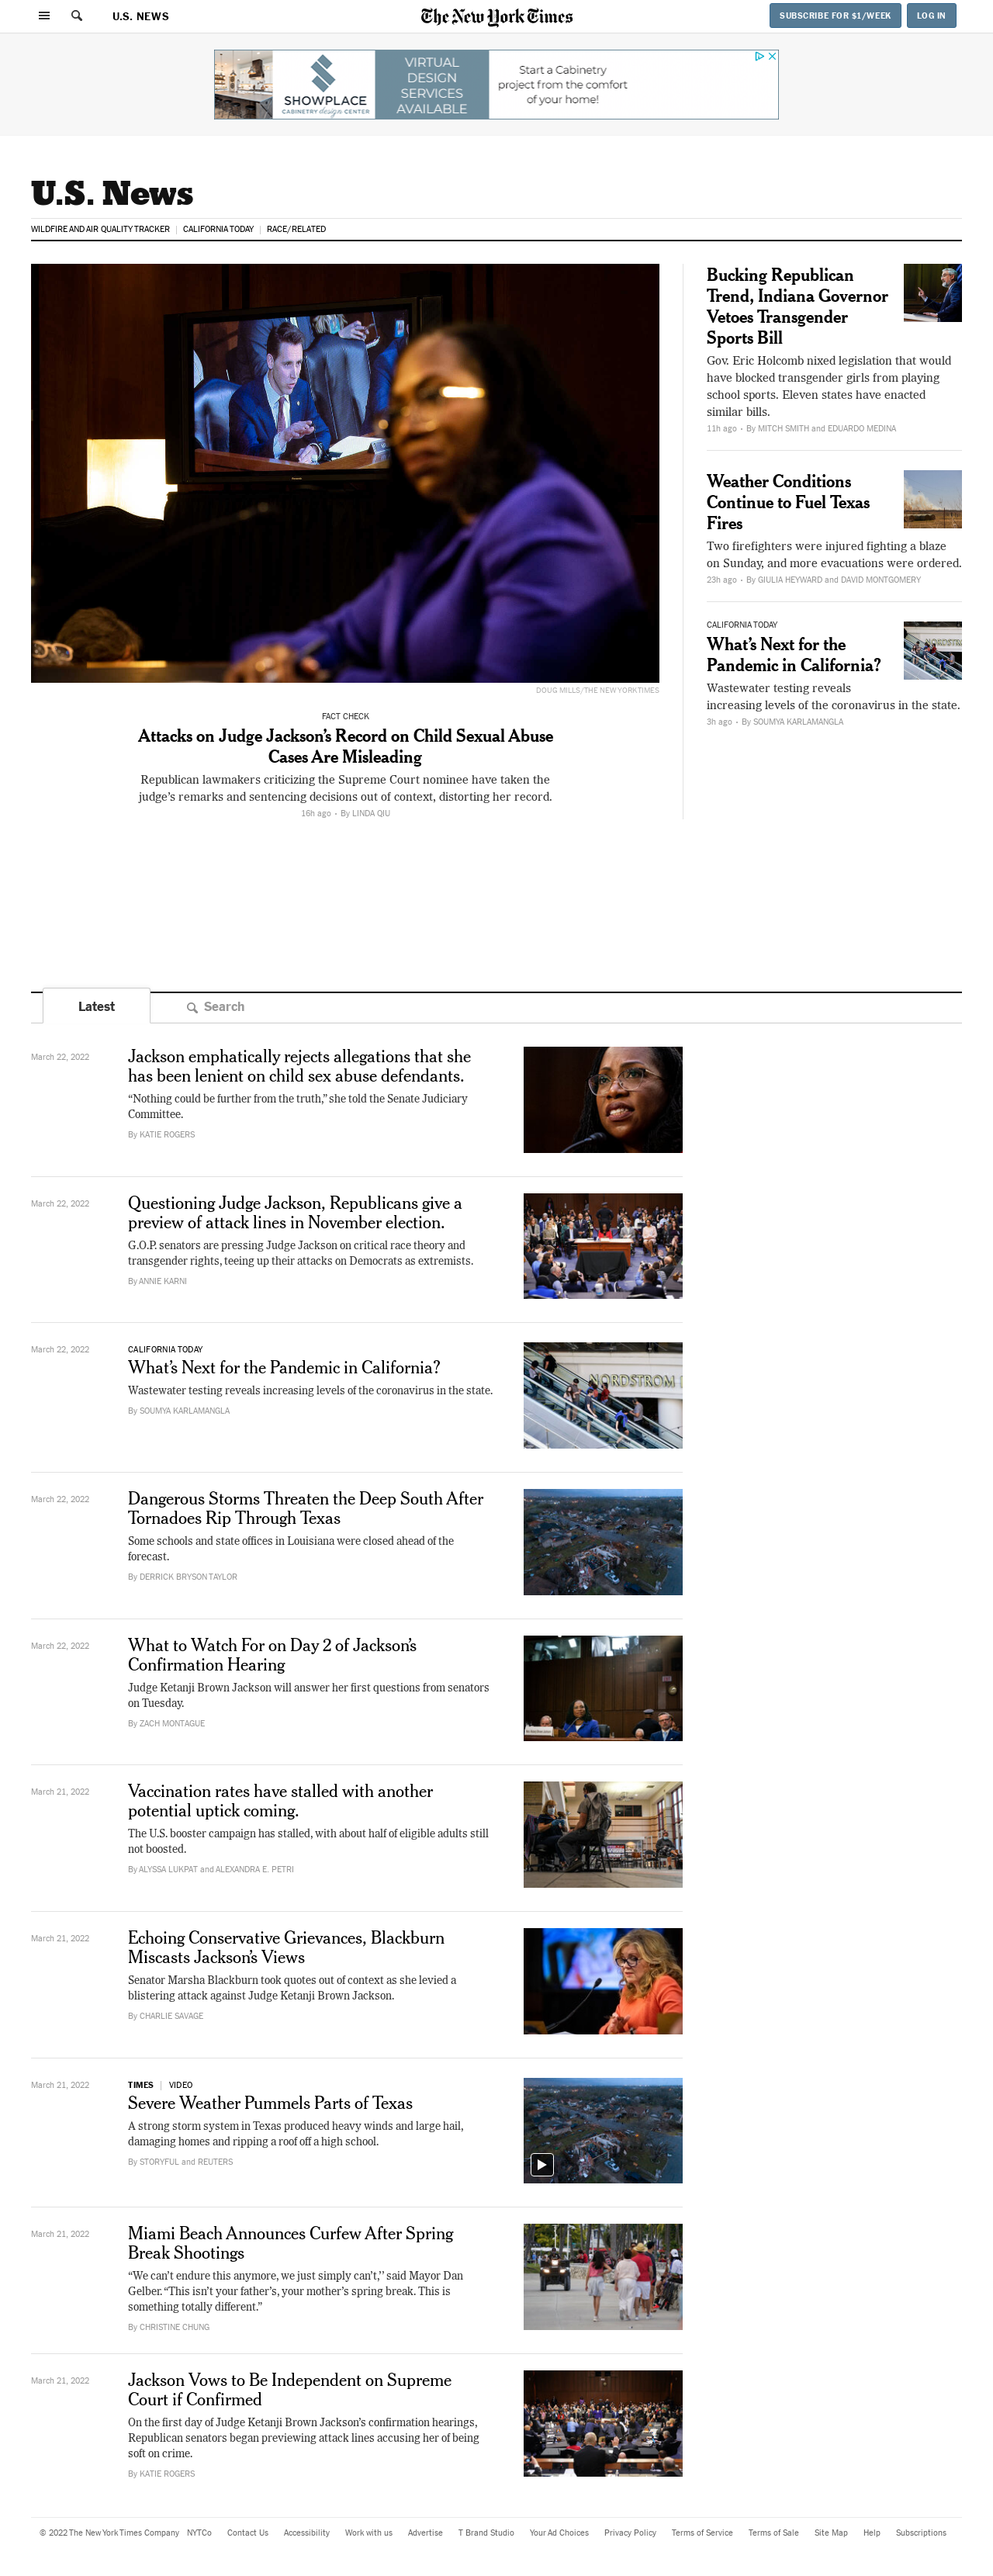 U.S. NEWS
The New York Times
SUBSCRIBE FOR $1/WEEK
LOG IN
SHOWPLACE
CABINETRY design CENTER
VIRTUAL
DESIGN
SERVICES
AVAILABLE
Start a Cabinetry
project from the comfort
of your home!
U.S. News
WILDFIRE AND AIR QUALITY TRACKER
CALIFORNIA TODAY
RACE/RELATED
DOUG MILLS/THE NEW YORK TIMES
FACT CHECK
Attacks on Judge Jackson’s Record on Child Sexual Abuse
Cases Are Misleading
Republican lawmakers criticizing the Supreme Court nominee have taken the
judge’s remarks and sentencing decisions out of context, distorting her record.
16h ago • By LINDA QIU
Bucking Republican
Trend, Indiana Governor
Vetoes Transgender
Sports Bill
Gov. Eric Holcomb nixed legislation that would
have blocked transgender girls from playing
school sports. Eleven states have enacted
similar bills.
11h ago • By MITCH SMITH and EDUARDO MEDINA
Weather Conditions
Continue to Fuel Texas
Fires
Two firefighters were injured fighting a blaze
on Sunday, and more evacuations were ordered.
23h ago • By GIULIA HEYWARD and DAVID MONTGOMERY
CALIFORNIA TODAY
What’s Next for the
Pandemic in California?
NORDSTROM
Wastewater testing reveals
increasing levels of the coronavirus in the state.
3h ago • By SOUMYA KARLAMANGLA
Latest
Search
March 22, 2022
Jackson emphatically rejects allegations that she
has been lenient on child sex abuse defendants.
“Nothing could be further from the truth,” she told the Senate Judiciary
Committee.
By KATIE ROGERS
March 22, 2022
Questioning Judge Jackson, Republicans give a
preview of attack lines in November election.
G.O.P. senators are pressing Judge Jackson on critical race theory and
transgender rights, teeing up their attacks on Democrats as extremists.
By ANNIE KARNI
March 22, 2022
CALIFORNIA TODAY
What’s Next for the Pandemic in California?
Wastewater testing reveals increasing levels of the coronavirus in the state.
By SOUMYA KARLAMANGLA
NORDSTROM
March 22, 2022
Dangerous Storms Threaten the Deep South After
Tornadoes Rip Through Texas
Some schools and state offices in Louisiana were closed ahead of the
forecast.
By DERRICK BRYSON TAYLOR
March 22, 2022
What to Watch For on Day 2 of Jackson’s
Confirmation Hearing
Judge Ketanji Brown Jackson will answer her first questions from senators
on Tuesday.
By ZACH MONTAGUE
March 21, 2022
Vaccination rates have stalled with another
potential uptick coming.
The U.S. booster campaign has stalled, with about half of eligible adults still
not boosted.
By ALYSSA LUKPAT and ALEXANDRA E. PETRI
March 21, 2022
Echoing Conservative Grievances, Blackburn
Miscasts Jackson’s Views
Senator Marsha Blackburn took quotes out of context as she levied a
blistering attack against Judge Ketanji Brown Jackson.
By CHARLIE SAVAGE
March 21, 2022
TIMES | VIDEO
Severe Weather Pummels Parts of Texas
A strong storm system in Texas produced heavy winds and large hail,
damaging homes and ripping a roof off a high school.
By STORYFUL and REUTERS
March 21, 2022
Miami Beach Announces Curfew After Spring
Break Shootings
“We can’t endure this anymore, we just simply can’t,’’ said Mayor Dan
Gelber. “This isn’t your father’s, your mother’s spring break. This is
something totally different.”
By CHRISTINE CHUNG
March 21, 2022
Jackson Vows to Be Independent on Supreme
Court if Confirmed
On the first day of Judge Ketanji Brown Jackson’s confirmation hearings,
Republican senators began previewing attack lines accusing her of being
soft on crime.
By KATIE ROGERS
© 2022 The New York Times Company NYTCo Contact Us Accessibility Work with us Advertise T Brand Studio Your Ad Choices Privacy Policy Terms of Service Terms of Sale Site Map Help Subscriptions